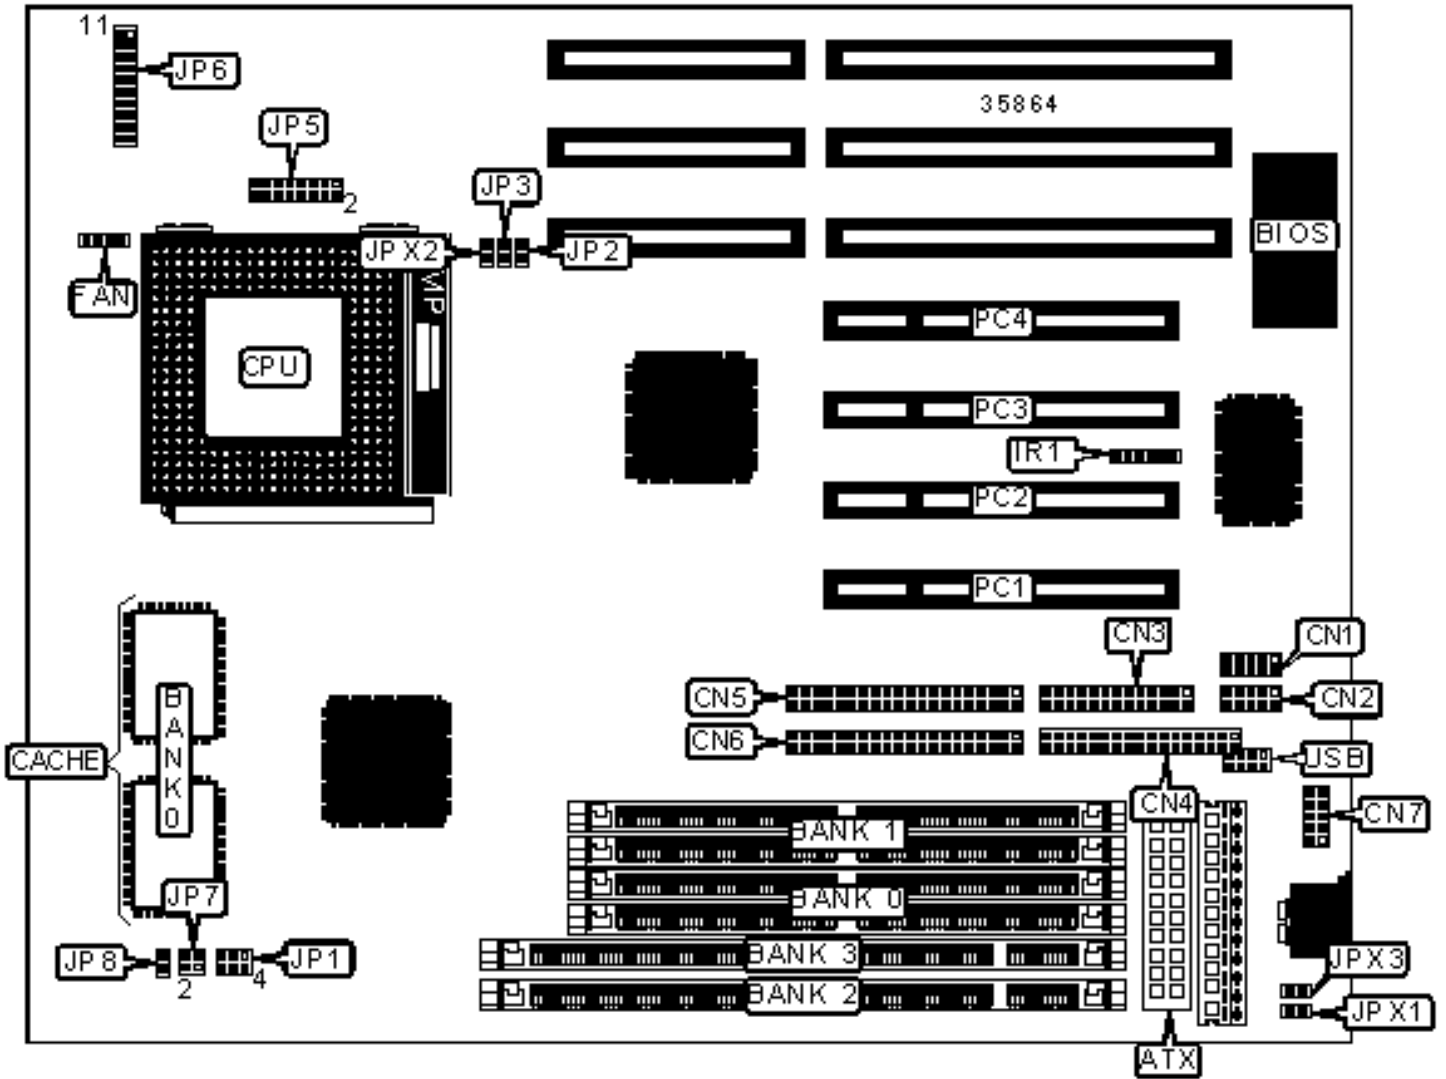 11
JP6
35864
JP5
2
JP3
JPX2
JP2
BIOS
FAN
VMP
PC4
CPU
PC3
IR1
PC2
PC1
CN3
CN1
CN5
CN2
CN6
USB
CACHE
BANK0
CN4
CN7
BANK 1
BANK 0
JP7
JP8
2
4
JP1
BANK 3
BANK 2
JPX3
JPX1
ATX